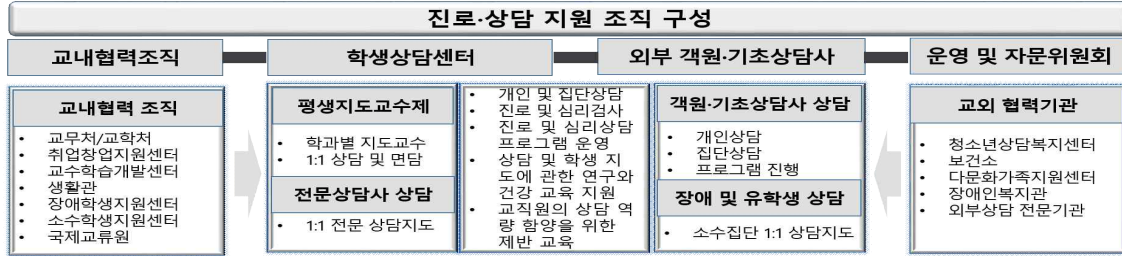 진로·상담 지원 조직 구성
교내협력조직
학생상담센터
외부 객원·기초상담사
운영 및 자문위원회
교내협력 조직
• 교무처/교학처
• 취업창업지원센터
• 교수학습개발센터
• 생활관
• 장애학생지원센터
• 소수학생지원센터
• 국제교류원
평생지도교수제
• 학과별 지도교수
• 1:1 상담 및 면담
전문상담사 상담
• 1:1 전문 상담지도
• 개인 및 집단상담
• 진로 및 심리검사
• 진로 및 심리상담
프로그램 운영
• 상담 및 학생 지
도에 관한 연구와
건강 교육 지원
• 교직원의 상담 역
량 함양을 위한
제반 교육
객원·기초상담사 상담
• 개인상담
• 집단상담
• 프로그램 진행
장애 및 유학생 상담
• 소수집단 1:1 상담지도
교외 협력기관
• 청소년상담복지센터
• 보건소
• 다문화가족지원센터
• 장애인복지관
• 외부상담 전문기관